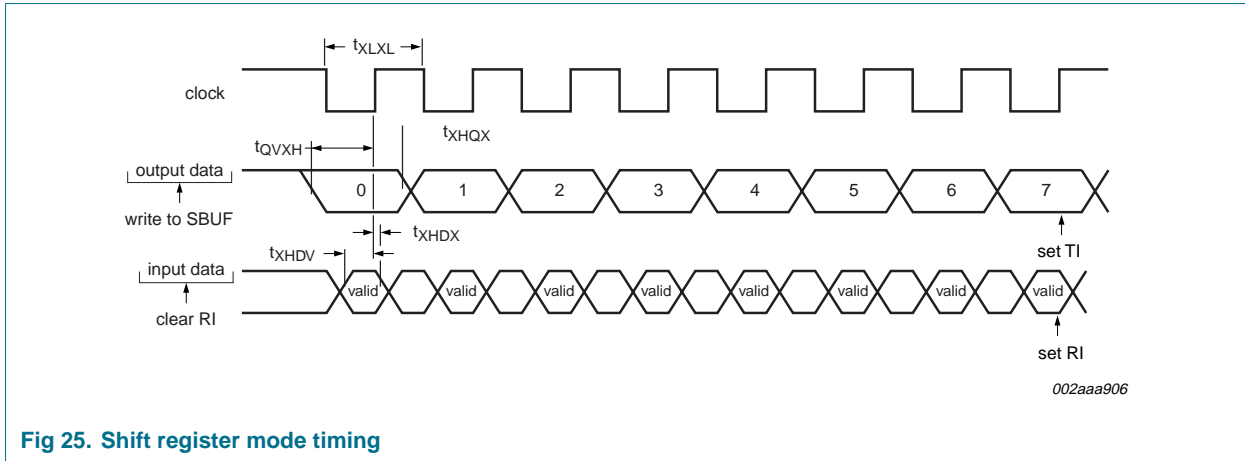 tXLXL
clock
tXHQX
tQVXH
output data
0 1 2 3 4 5 6 7
write to SBUF
tXHDX
set TI
tXHDV
input data
valid valid valid valid valid valid valid valid
clear RI
set RI
002aaa906
Fig 25. Shift register mode timing